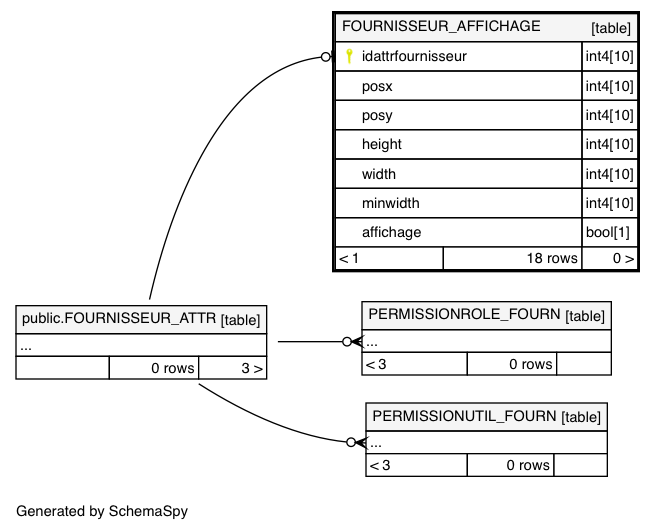 FOURNISSEUR_AFFICHAGE [table]
idattrfournisseur int4[10]
posx int4[10]
posy int4[10]
height int4[10]
width int4[10]
minwidth int4[10]
affichage bool[1]
< 1 18 rows 0 >
public.FOURNISSEUR_ATTR [table]
...
0 rows 3 >
PERMISSIONROLE_FOURN [table]
...
< 3 0 rows
PERMISSIONUTIL_FOURN [table]
...
< 3 0 rows
Generated by SchemaSpy